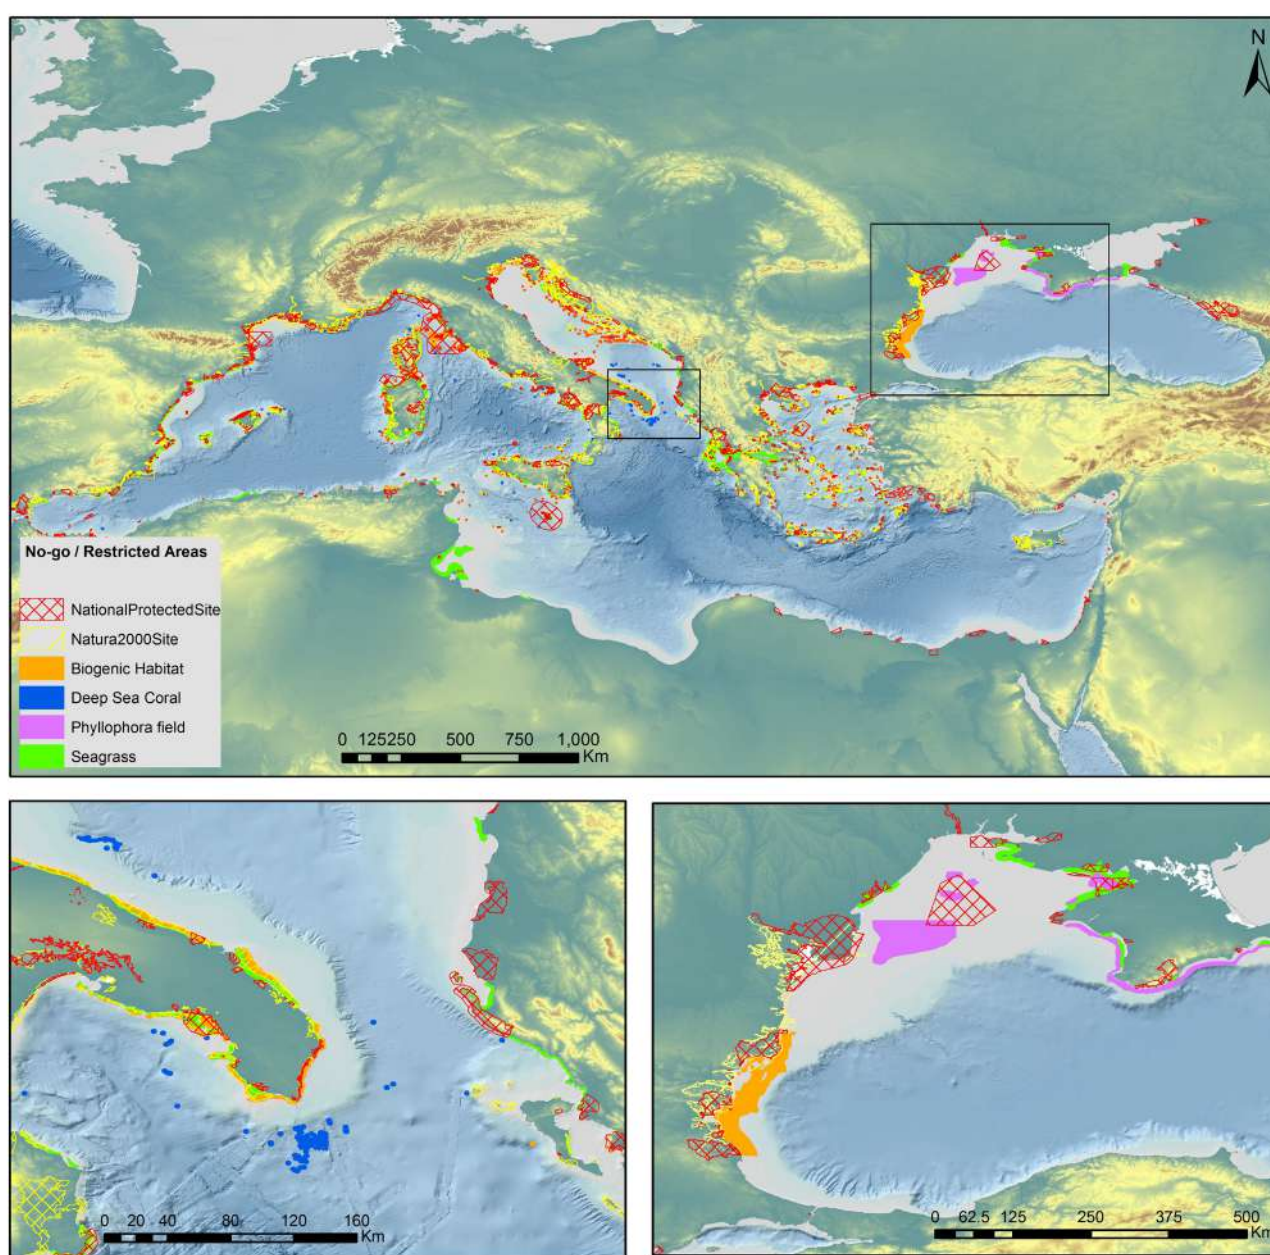 N
No-go / Restricted Areas
NationalProtectedSite
Natura2000Site
Biogenic Habitat
Deep Sea Coral
Phyllophora field
Seagrass
0 125250 500 750 1,000
Km
0 20 40 80 120 160
Km
0 62.5 125 250 375 500
Km